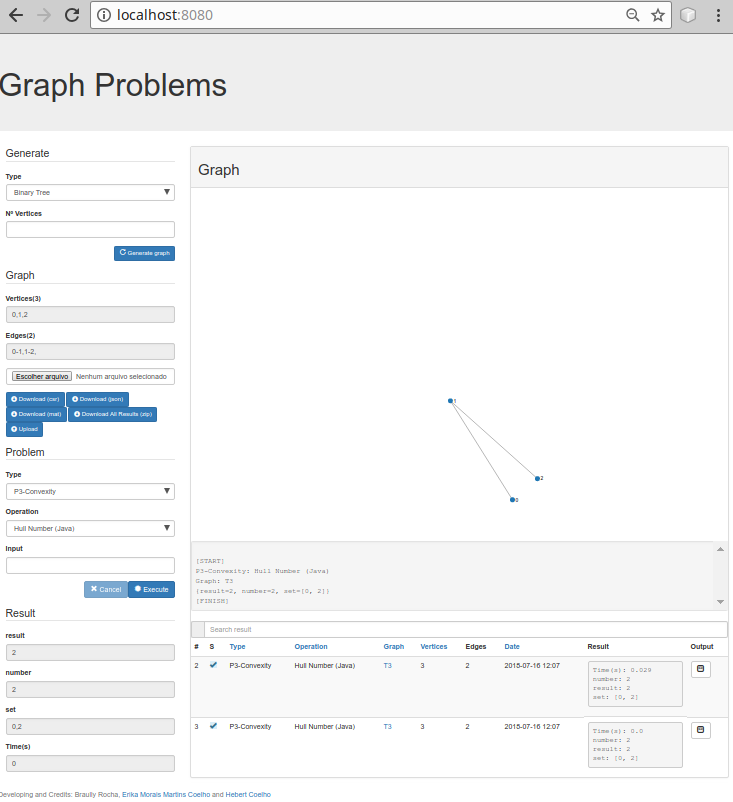 localhost:8080
Graph Problems
Generate
Type
Binary Tree
Nº Vertices
Generate graph
Graph
Vertices(3)
0,1,2
Edges(2)
0-1,1-2,
Escolher arquivo Nenhum arquivo selecionado
Download (csr) Download (json)
Download (mat) Download All Results (zip)
Upload
Problem
Type
P3-Convexity
Operation
Hull Number (Java)
Input
Cancel Execute
Result
result
2
number
2
set
0,2
Time(s)
0
Graph
1
2
0
[START]
P3-Convexity: Hull Number (Java)
Graph: T3
{result=2, number=2, set=[0, 2]}
[FINISH]
Search result
# S Type Operation Graph Vertices Edges Date Result Output
2 P3-Convexity Hull Number (Java) T3 3 2 2018-07-16 12:07
Time(s): 0.029
number: 2
result: 2
set: [0, 2]
3 P3-Convexity Hull Number (Java) T3 3 2 2018-07-16 12:07
Time(s): 0.0
number: 2
result: 2
set: [0, 2]
Developing and Credits: Braully Rocha, Erika Morais Martins Coelho and Hebert Coelho